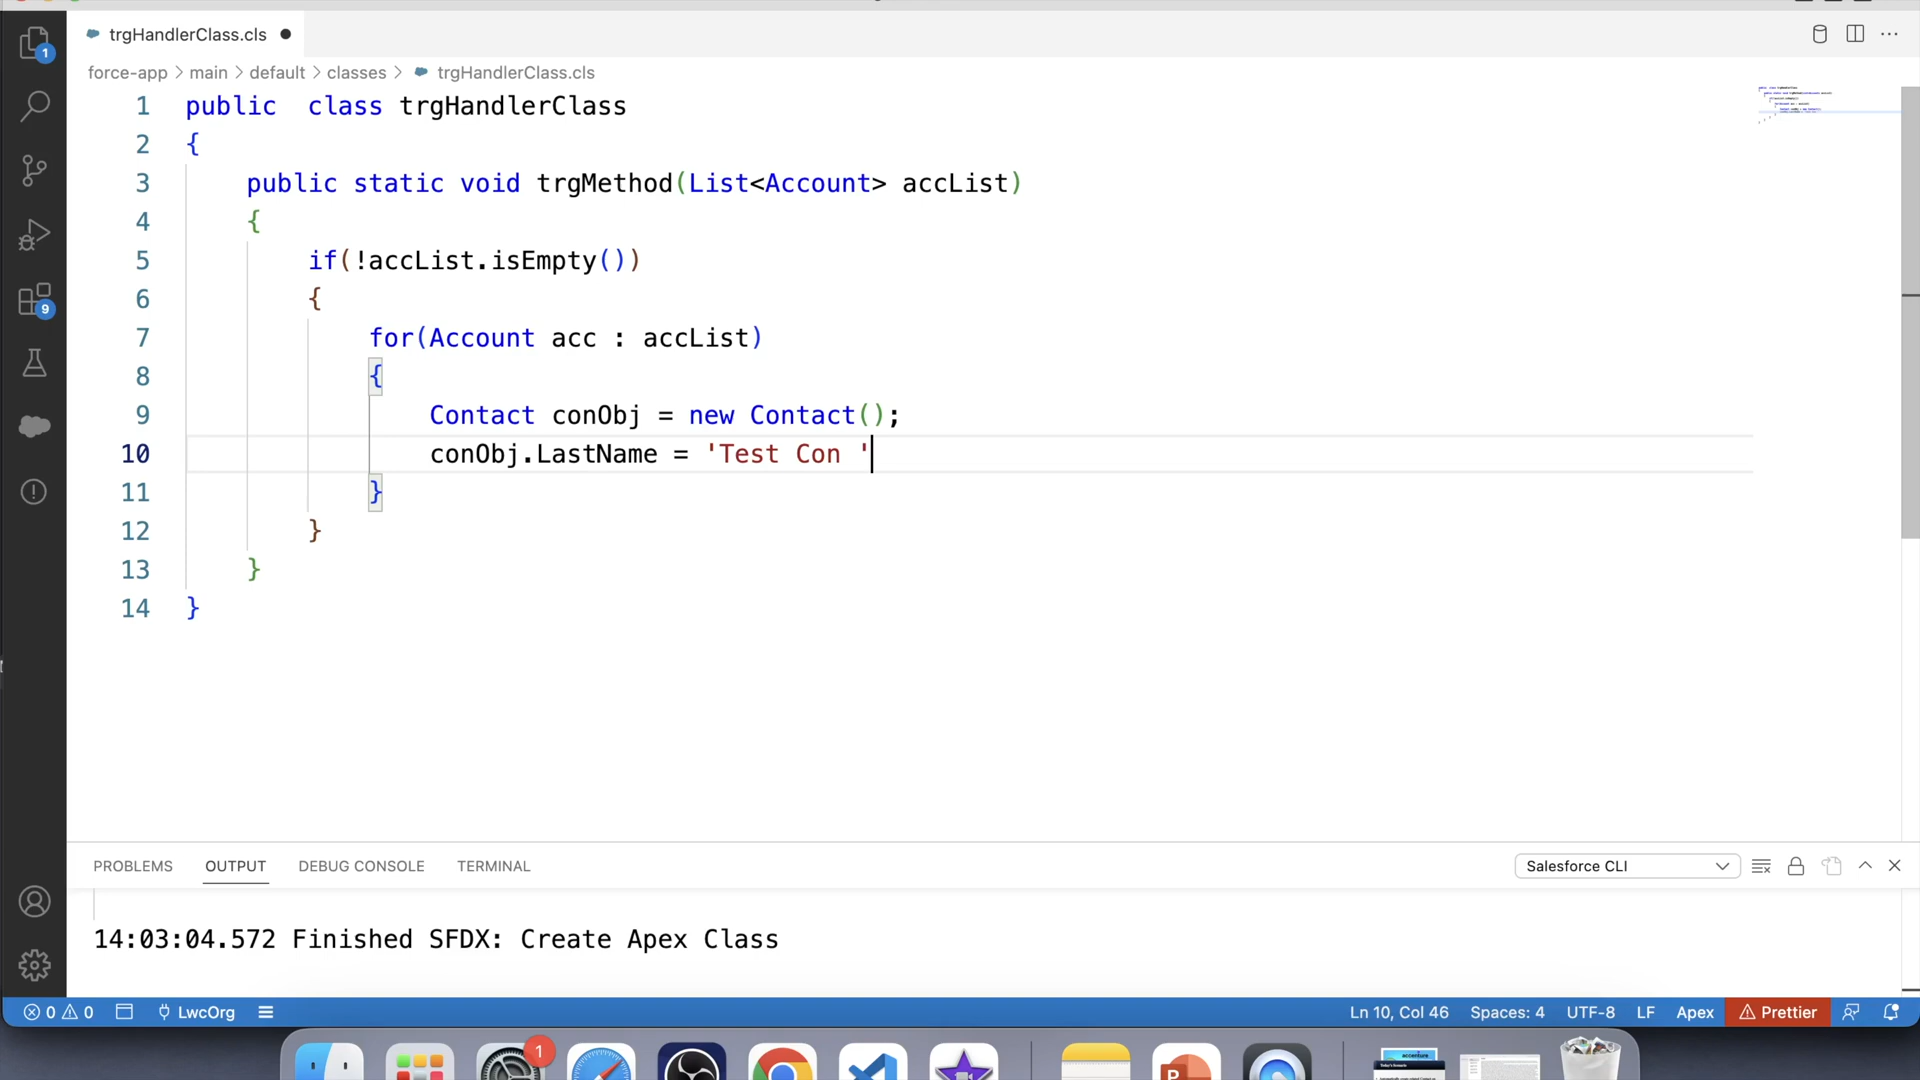 trgHandlerClass.cls
force-app > main > default > classes > trgHandlerClass.cls
1 public  class trgHandlerClass
2 {
3     public static void trgMethod(List<Account> accList)
4     {
5         if(!accList.isEmpty())
6         {
7             for(Account acc : accList)
8             {
9                 Contact conObj = new Contact();
10                 conObj.LastName = 'Test Con '
11             }
12         }
13     }
14 }
1
9
PROBLEMS OUTPUT DEBUG CONSOLE TERMINAL Salesforce CLI
14:03:04.572 Finished SFDX: Create Apex Class
0 0 LwcOrg Ln 10, Col 46 Spaces: 4 UTF-8 LF Apex Prettier
1
accenture